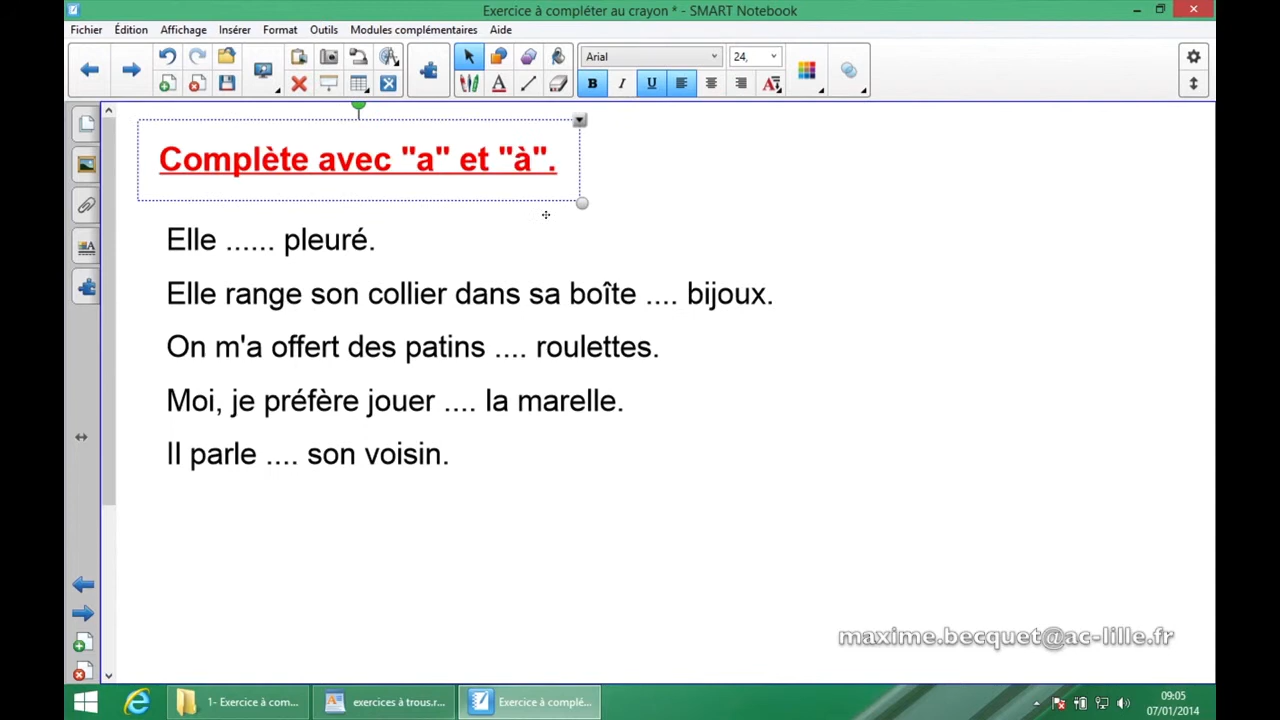 Exercice à compléter au crayon * - SMART Notebook
Fichier Édition Affichage Insérer Format Outils Modules complémentaires Aide
Arial 24,
B I U
Complète avec "a" et "à".
Elle ...... pleuré.
Elle range son collier dans sa boîte .... bijoux.
On m'a offert des patins .... roulettes.
Moi, je préfère jouer .... la marelle.
Il parle .... son voisin.
maxime.becquet@ac-lille.fr
1- Exercice à com... exercices à trous.r... Exercice à complé... 09:05
07/01/2014